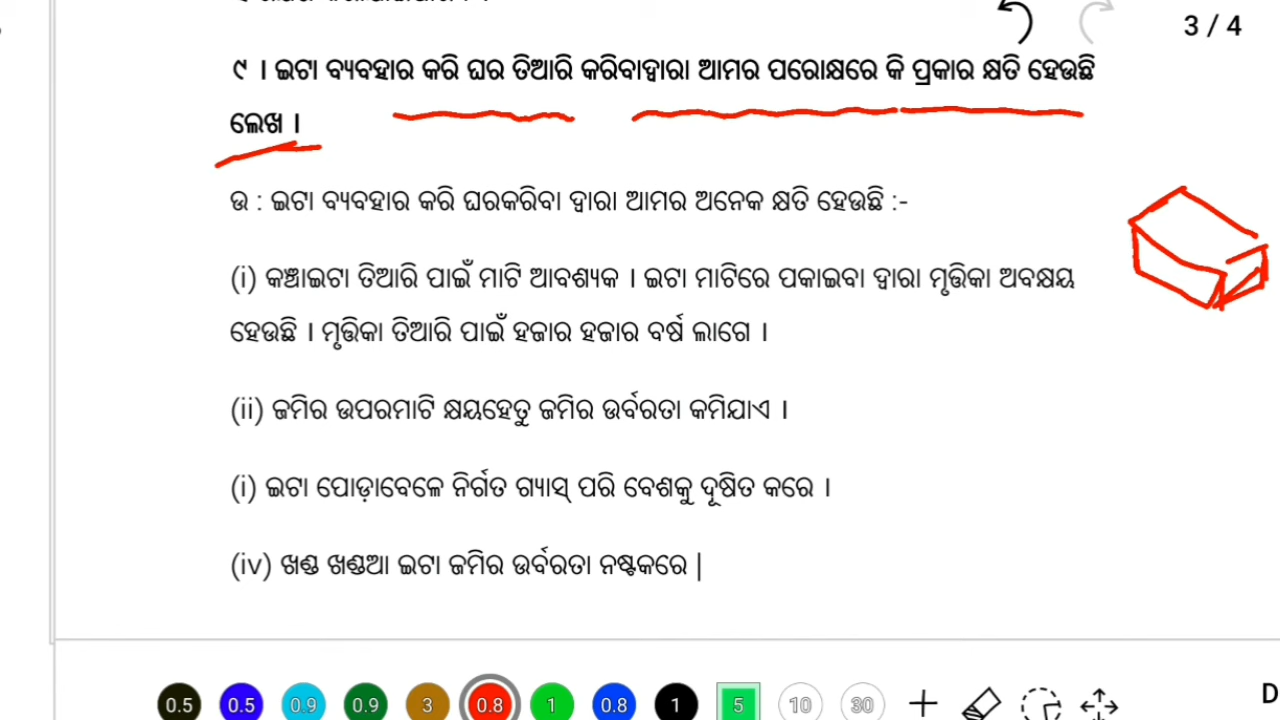 3 / 4
୯ । ଇଟା ବ୍ୟବହାର କରି ଘର ତିଆରି କରିବାଦ୍ୱାରା ଆମର ପରୋକ୍ଷରେ କି ପ୍ରକାର କ୍ଷତି ହେଉଛି
ଲେଖ ।
ଉ : ଇଟା ବ୍ୟବହାର କରି ଘରକରିବା ଦ୍ୱାରା ଆମର ଅନେକ କ୍ଷତି ହେଉଛି :-
(i) କଞ୍ଚାଇଟା ତିଆରି ପାଇଁ ମାଟି ଆବଶ୍ୟକ । ଇଟା ମାଟିରେ ପକାଇବା ଦ୍ୱାରା ମୃତ୍ତିକା ଅବକ୍ଷୟ
ହେଉଛି । ମୃତ୍ତିକା ତିଆରି ପାଇଁ ହଜାର ହଜାର ବର୍ଷ ଲାଗେ ।
(ii) ଜମିର ଉପରମାଟି କ୍ଷୟହେତୁ ଜମିର ଉର୍ବରତା କମିଯାଏ ।
(i) ଇଟା ପୋଡ଼ାବେଳେ ନିର୍ଗତ ଗ୍ୟାସ୍ ପରି ବେଶକୁ ଦୂଷିତ କରେ ।
(iv) ଖଣ୍ଡ ଖଣ୍ଡଆ ଇଟା ଜମିର ଉର୍ବରତା ନଷ୍ଟକରେ |
0.5 0.5 0.9 0.9 3 0.8 1 0.8 1 5 10 30 D